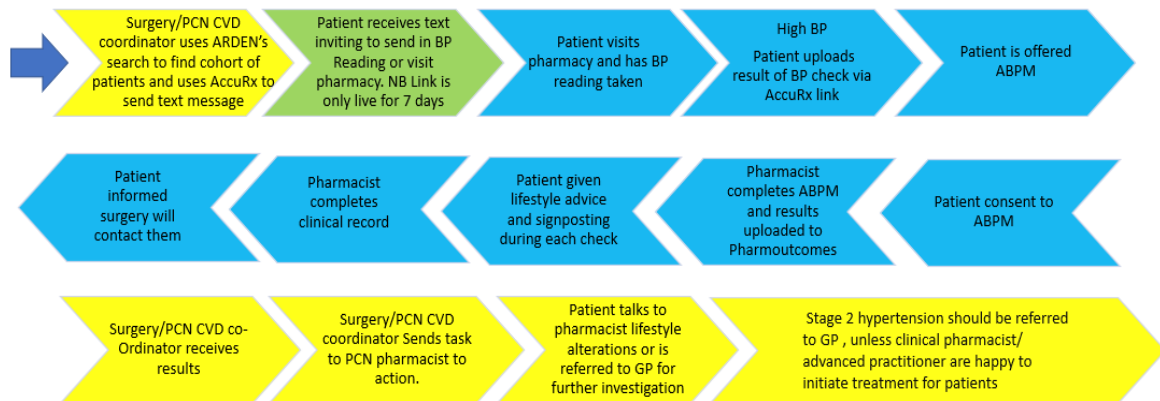 Surgery/PCN CVD
coordinator uses ARDEN's
search to find cohort of
patients and uses AccuRx to
send text message
Patient receives text
inviting to send in BP
Reading or visit
pharmacy. NB Link is
only live for 7 days
Patient visits
pharmacy and has BP
reading taken
High BP
Patient uploads
result of BP check via
AccuRx link
Patient is offered
ABPM
Patient consent to
ABPM
Pharmacist
completes ABPM
and results
uploaded to
Pharmoutcomes
Patient given
lifestyle advice
and signposting
during each check
Pharmacist
completes
clinical record
Patient
informed
surgery will
contact them
Surgery/PCN CVD co-
Ordinator receives
results
Surgery/PCN CVD
coordinator Sends task
to PCN pharmacist to
action.
Patient talks to
pharmacist lifestyle
alterations or is
referred to GP for
further investigation
Stage 2 hypertension should be referred
to GP , unless clinical pharmacist/
advanced practitioner are happy to
initiate treatment for patients